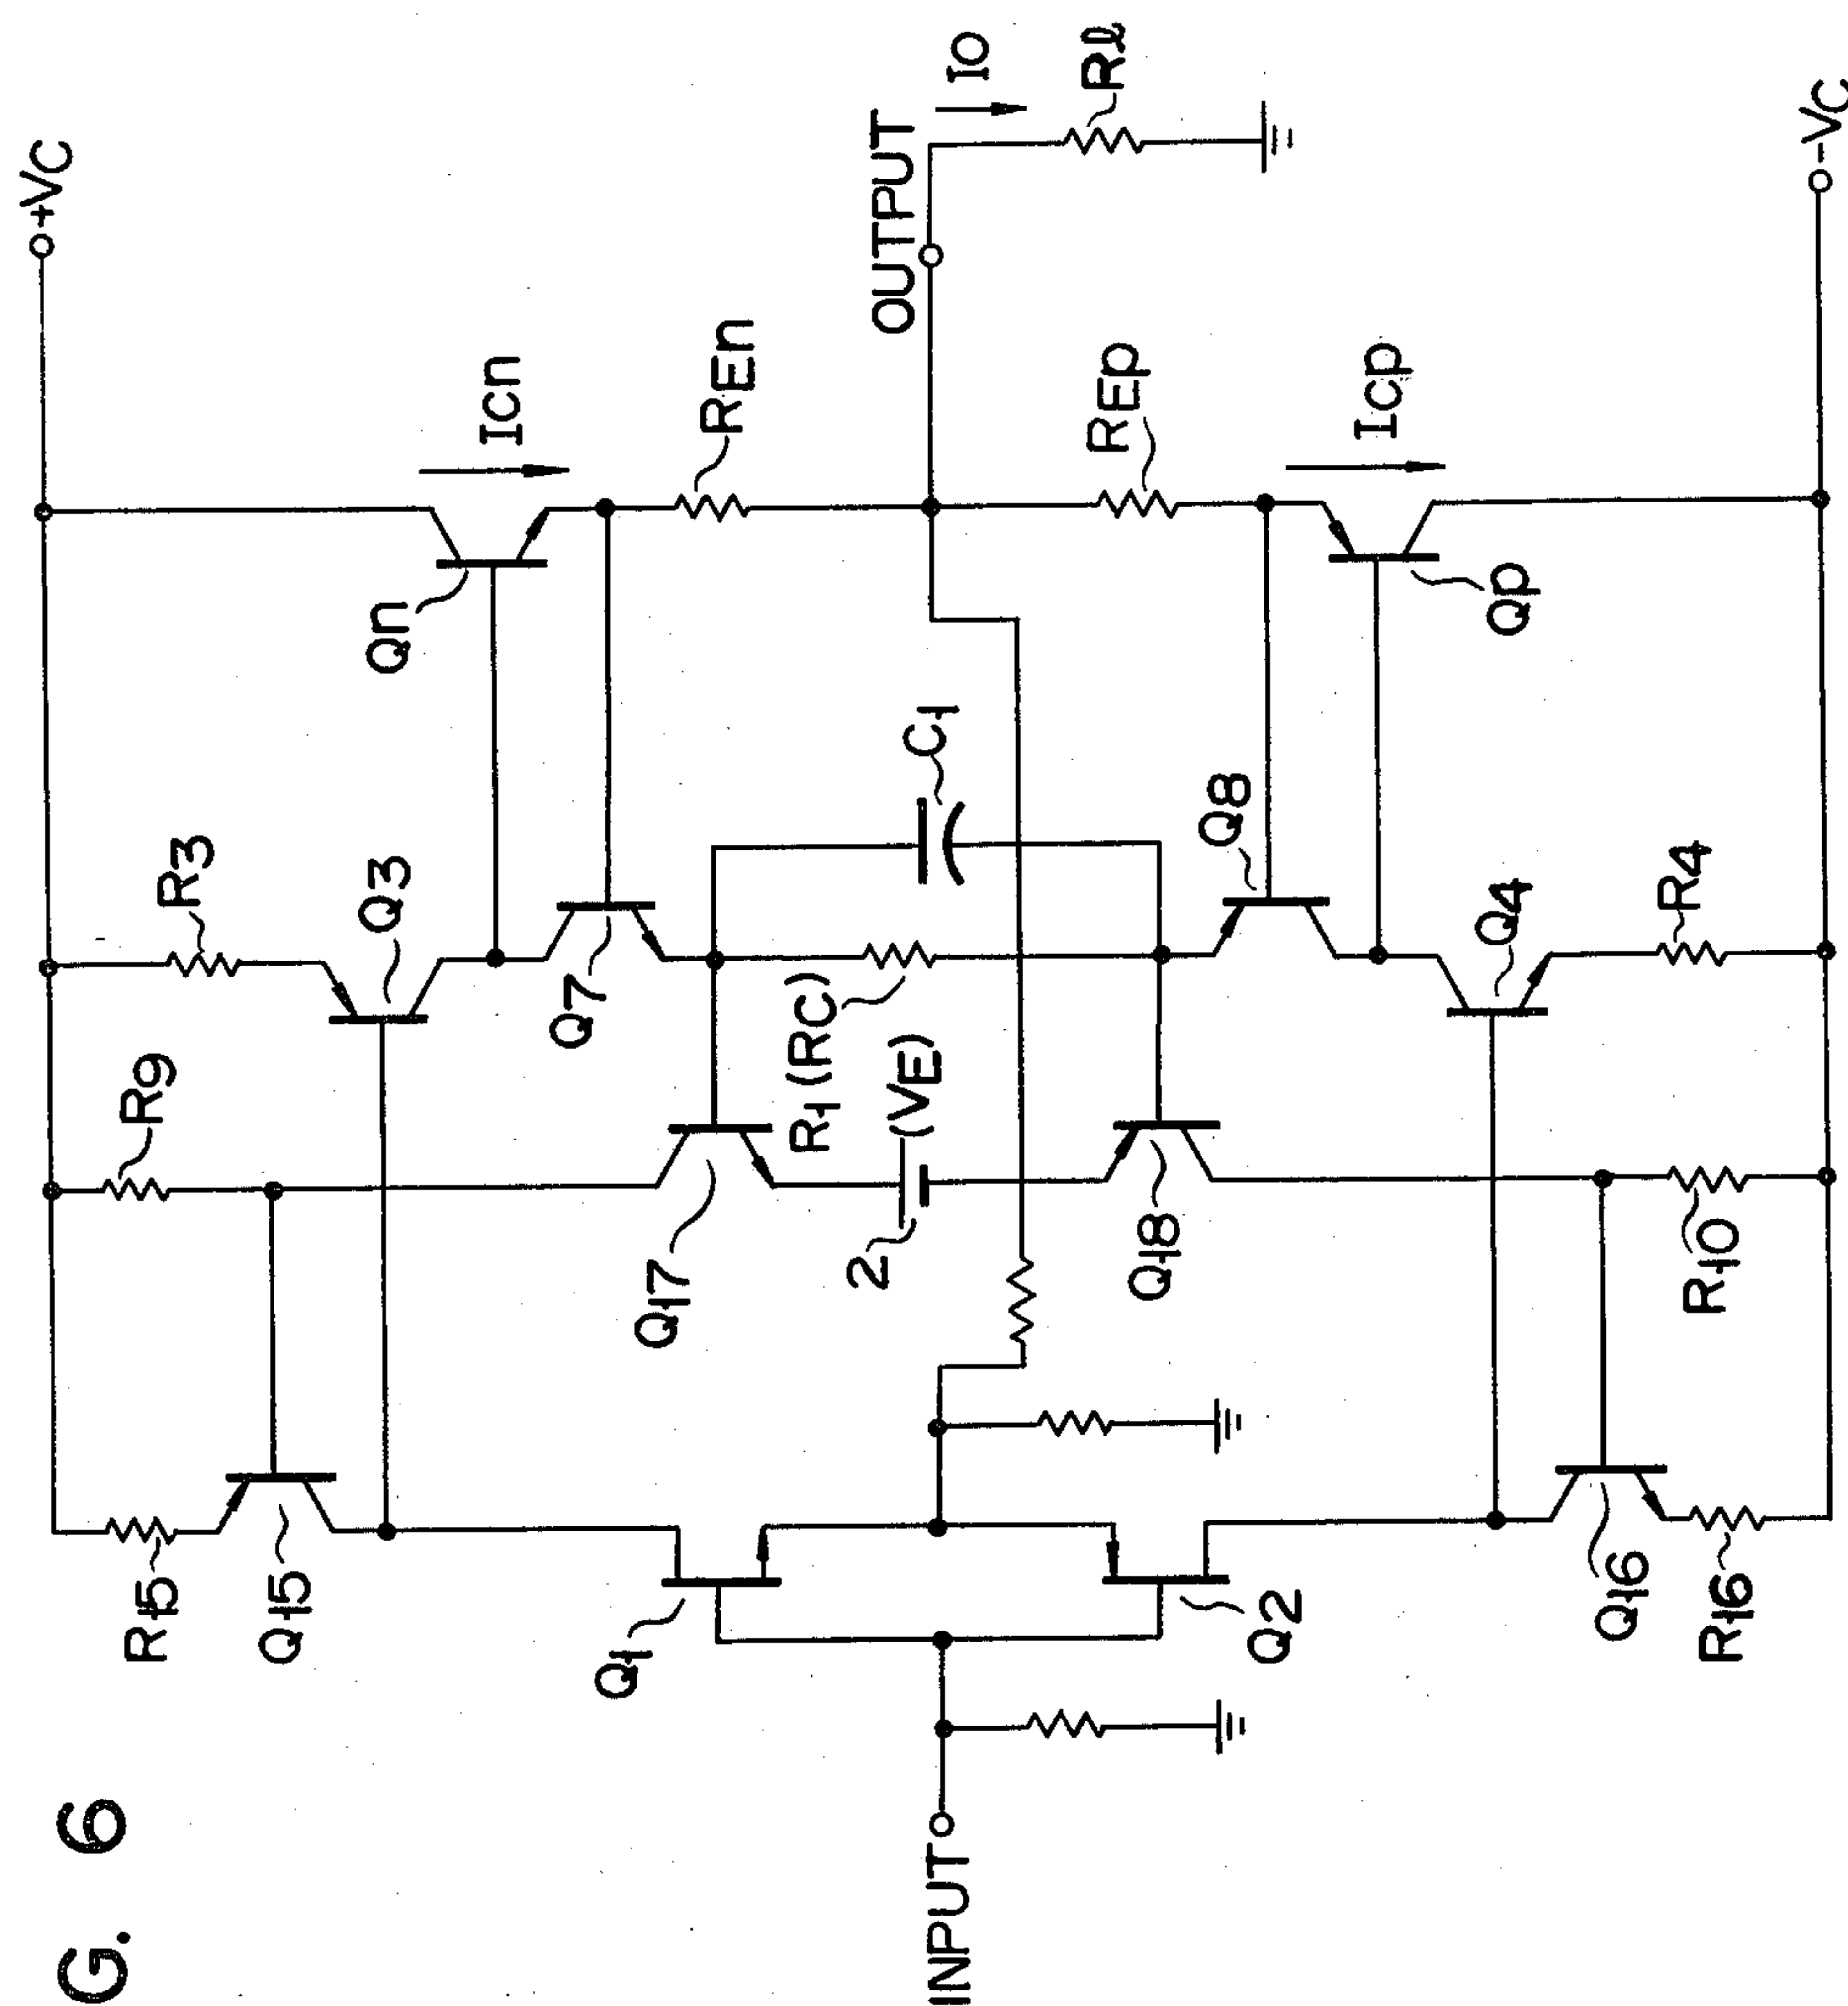 G. 6
+VC
-VC
INPUT
OUTPUT
IO
Rℓ
Icn
Icp
REn
REp
Qn
Qp
R3
Q3
R9
Q7
C1
R1 (RC)
2
(VE)
Q17
Q18
Q8
Q4
R4
R10
R15
Q15
Q1
Q2
Q16
R16